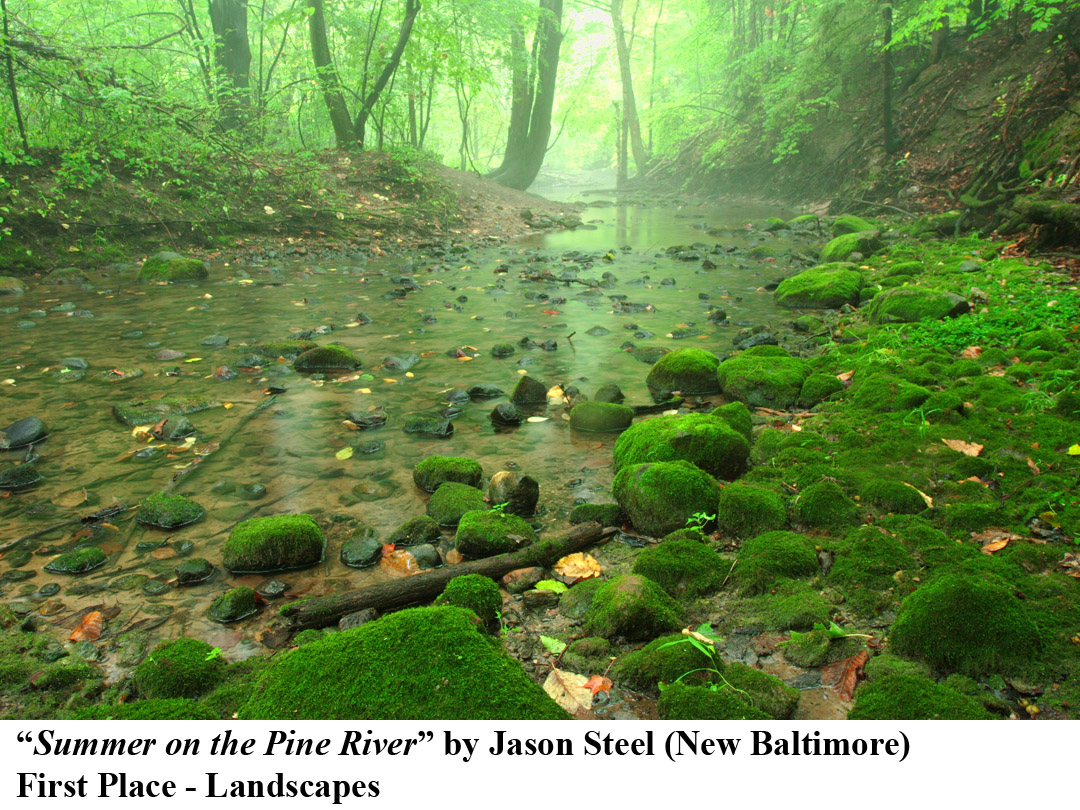 “Summer on the Pine River” by Jason Steel (New Baltimore)
First Place - Landscapes